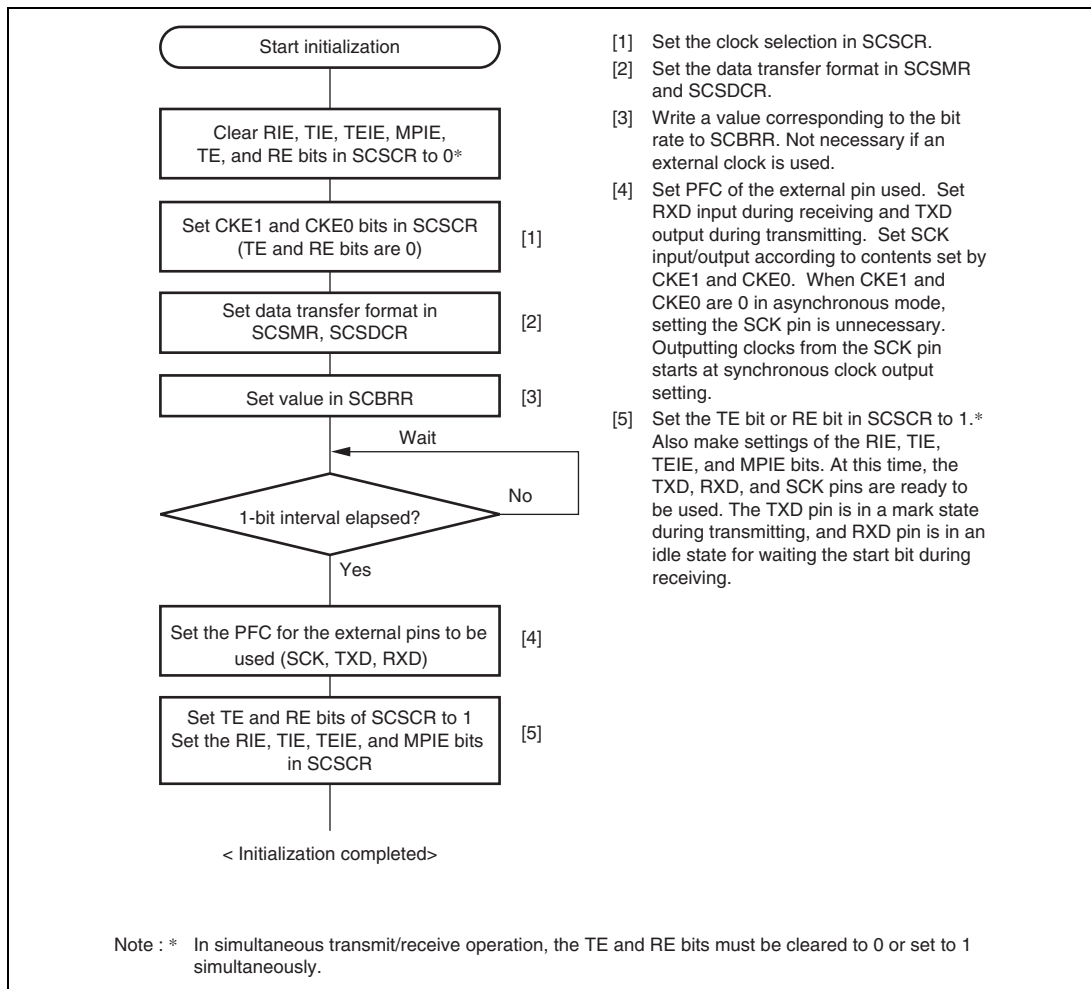 Start initialization
Clear RIE, TIE, TEIE, MPIE,
TE, and RE bits in SCSCR to 0*
Set CKE1 and CKE0 bits in SCSCR
(TE and RE bits are 0)
[1]
Set data transfer format in
SCSMR, SCSDCR
[2]
Set value in SCBRR
[3]
Wait
No
1-bit interval elapsed?
Yes
Set the PFC for the external pins to be
used (SCK, TXD, RXD)
[4]
Set TE and RE bits of SCSCR to 1
Set the RIE, TIE, TEIE, and MPIE bits
in SCSCR
[5]
< Initialization completed>
[1] Set the clock selection in SCSCR.
[2] Set the data transfer format in SCSMR
and SCSDCR.
[3] Write a value corresponding to the bit
rate to SCBRR. Not necessary if an
external clock is used.
[4] Set PFC of the external pin used. Set
RXD input during receiving and TXD
output during transmitting. Set SCK
input/output according to contents set by
CKE1 and CKE0. When CKE1 and
CKE0 are 0 in asynchronous mode,
setting the SCK pin is unnecessary.
Outputting clocks from the SCK pin
starts at synchronous clock output
setting.
[5] Set the TE bit or RE bit in SCSCR to 1.*
Also make settings of the RIE, TIE,
TEIE, and MPIE bits. At this time, the
TXD, RXD, and SCK pins are ready to
be used. The TXD pin is in a mark state
during transmitting, and RXD pin is in an
idle state for waiting the start bit during
receiving.
Note : * In simultaneous transmit/receive operation, the TE and RE bits must be cleared to 0 or set to 1
simultaneously.